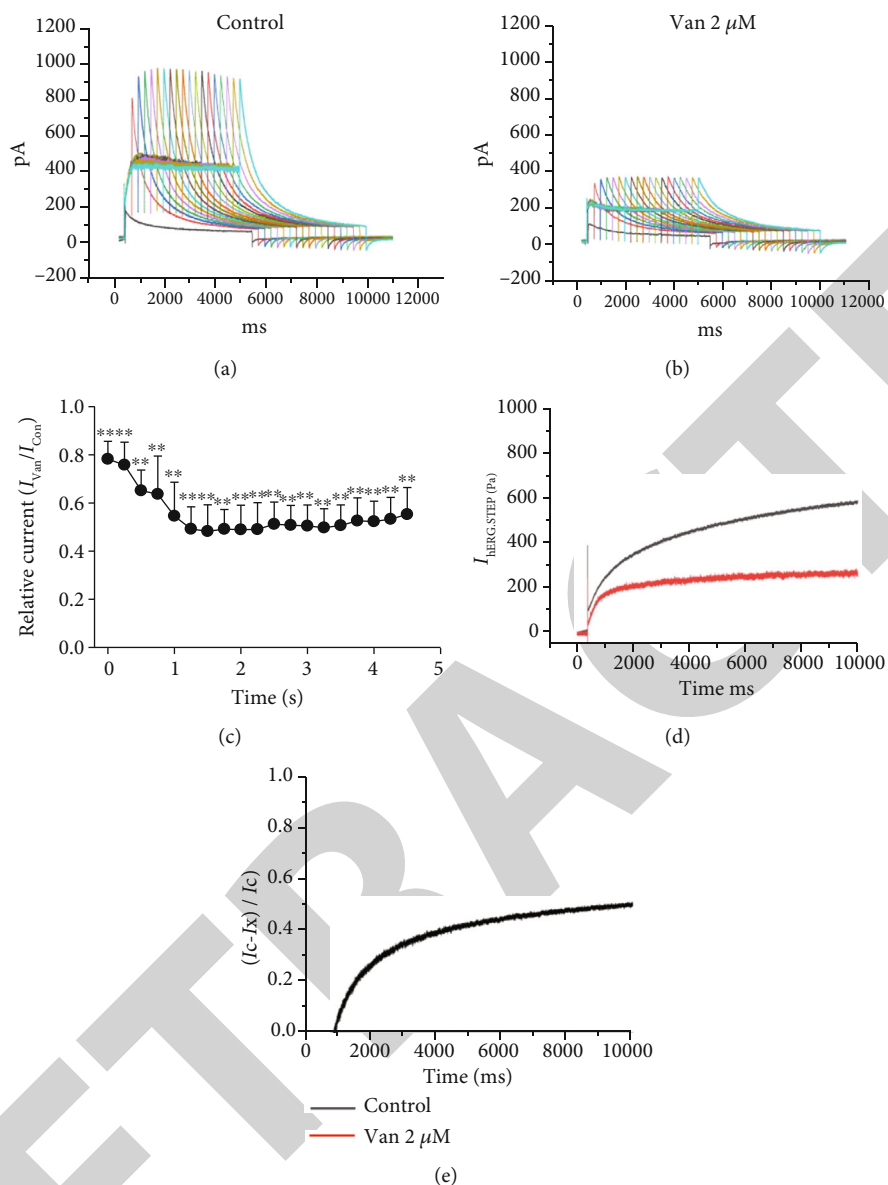 Control
1200
1000
800
600
400
200
0
–200
pA
0 2000 4000 6000 8000 10000 12000
ms
(a)
Van 2 μM
1200
1000
800
600
400
200
0
–200
pA
0 2000 4000 6000 8000 10000 12000
ms
(b)
1.0
0.8
0.6
0.4
0.2
0.0
Relative current (I_Van/I_Con)
**** ** ** ** **** ** ** ** ** ** ** ** ** ** ** **
0 1 2 3 4 5
Time (s)
(c)
1000
800
600
400
200
0
I_hERG.STEP (Pa)
0 2000 4000 6000 8000 10000
Time ms
(d)
1.0
0.8
0.6
0.4
0.2
0.0
(Ic-Ix) / Ic)
0 2000 4000 6000 8000 10000
Time (ms)
Control
Van 2 μM
(e)